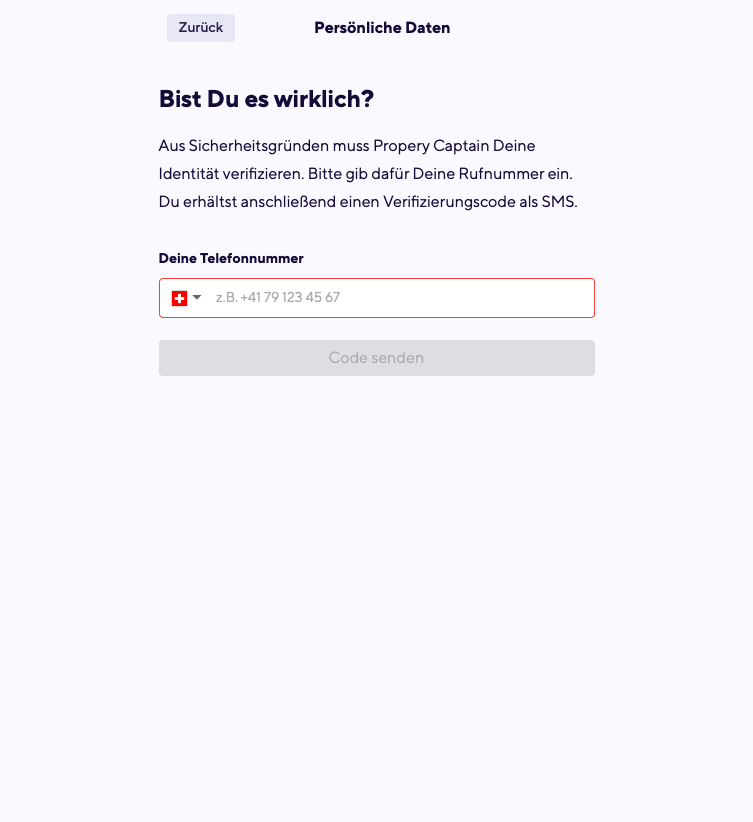 Zurück
Persönliche Daten
Bist Du es wirklich?
Aus Sicherheitsgründen muss Propery Captain Deine
Identität verifizieren. Bitte gib dafür Deine Rufnummer ein.
Du erhältst anschließend einen Verifizierungscode als SMS.
Deine Telefonnummer
z.B. +41 79 123 45 67
Code senden